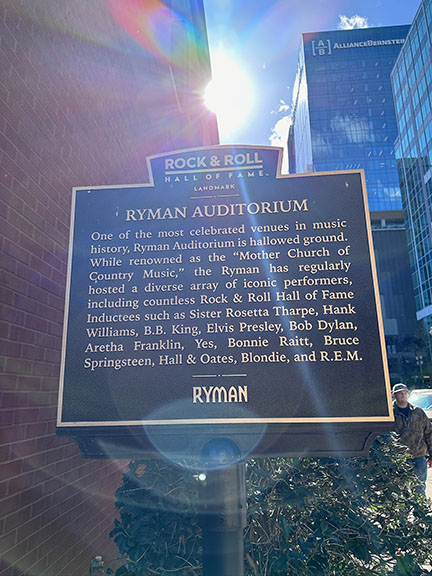 [A]
[B] ALLIANCEBERNSTEIN
ROCK & ROLL
HALL OF FAME
LANDMARK
RYMAN AUDITORIUM
One of the most celebrated venues in music
history, Ryman Auditorium is hallowed ground.
While renowned as the “Mother Church of
Country Music,” the Ryman has regularly
hosted a diverse array of iconic performers,
including countless Rock & Roll Hall of Fame
Inductees such as Sister Rosetta Tharpe, Hank
Williams, B.B. King, Elvis Presley, Bob Dylan,
Aretha Franklin, Yes, Bonnie Raitt, Bruce
Springsteen, Hall & Oates, Blondie, and R.E.M.
RYMAN